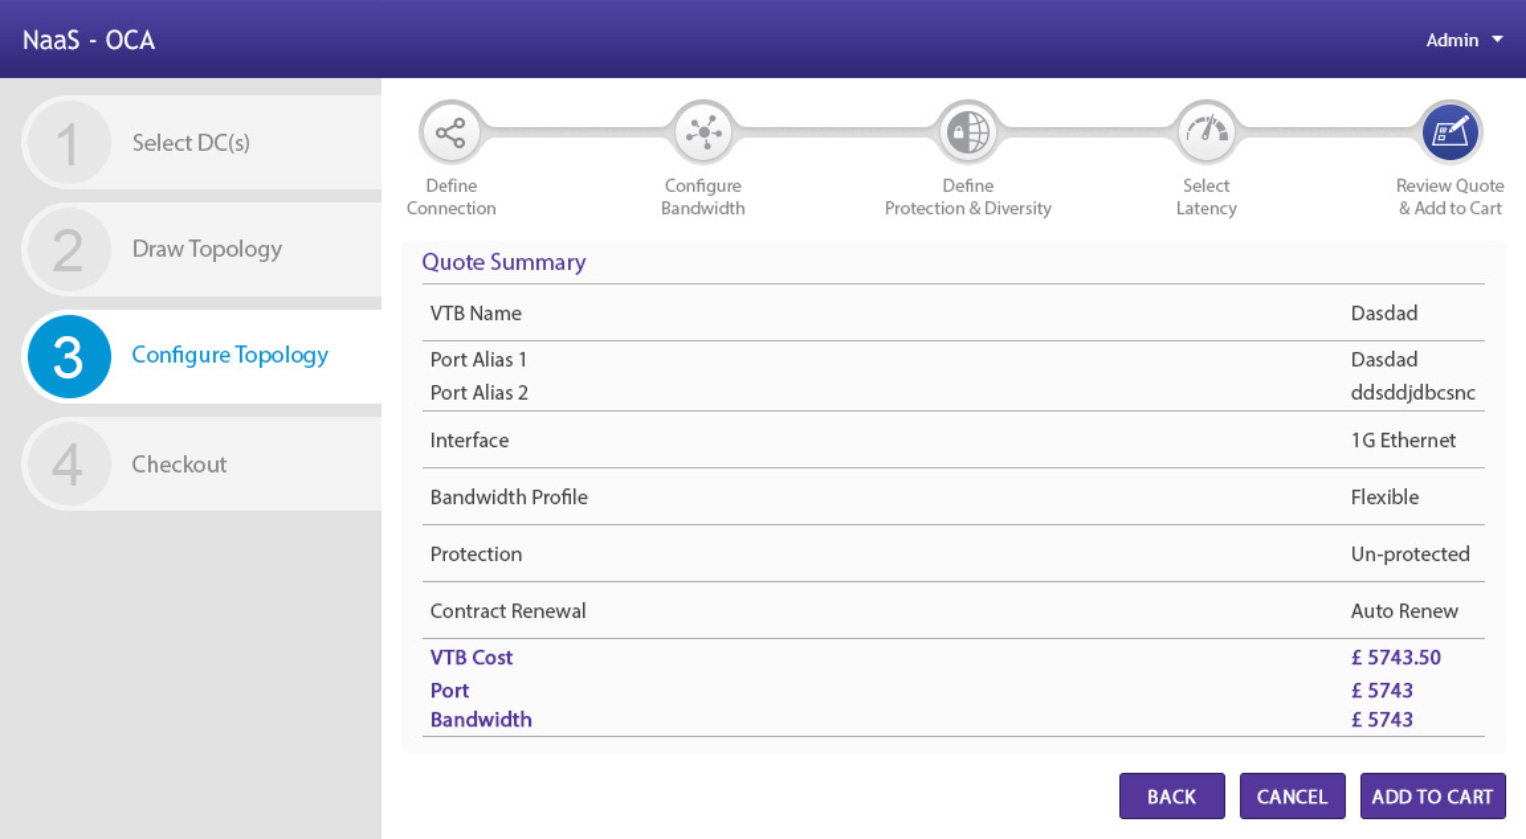 NaaS - OCA
Admin
1
Select DC(s)
2
Draw Topology
3
Configure Topology
4
Checkout
Define
Connection
Configure
Bandwidth
Define
Protection & Diversity
Select
Latency
Review Quote
& Add to Cart
Quote Summary
VTB Name Dasdad
Port Alias 1 Dasdad
Port Alias 2 ddsddjdbcsnc
Interface 1G Ethernet
Bandwidth Profile Flexible
Protection Un-protected
Contract Renewal Auto Renew
VTB Cost £ 5743.50
Port £ 5743
Bandwidth £ 5743
BACK CANCEL ADD TO CART